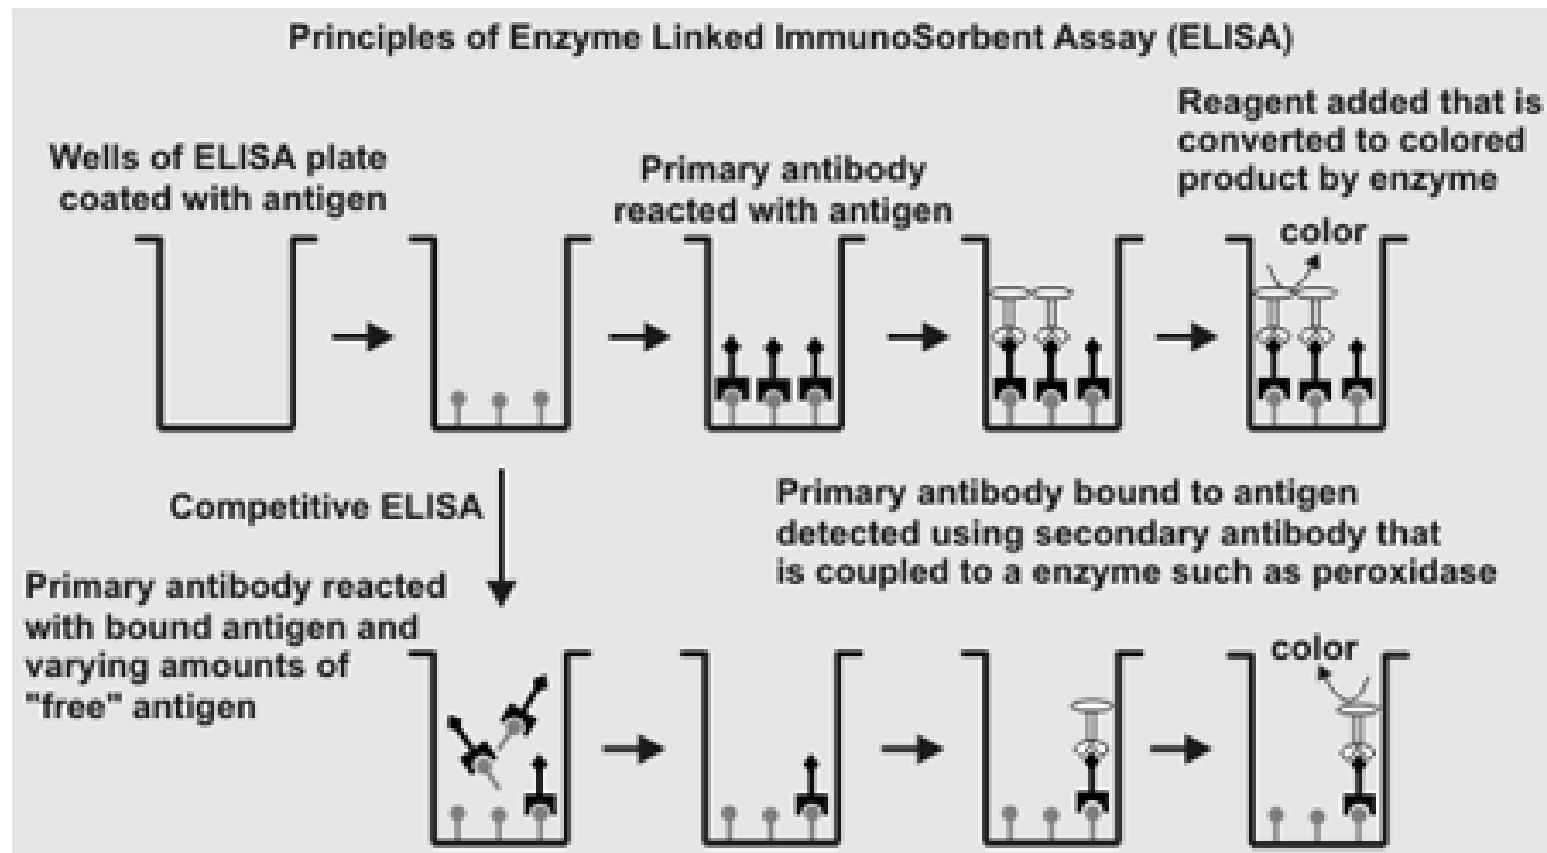 Principles of Enzyme Linked ImmunoSorbent Assay (ELISA)
Wells of ELISA plate
coated with antigen
Primary antibody
reacted with antigen
Reagent added that is
converted to colored
product by enzyme
color
Competitive ELISA
Primary antibody reacted
with bound antigen and
varying amounts of
"free" antigen
Primary antibody bound to antigen
detected using secondary antibody that
is coupled to a enzyme such as peroxidase
color